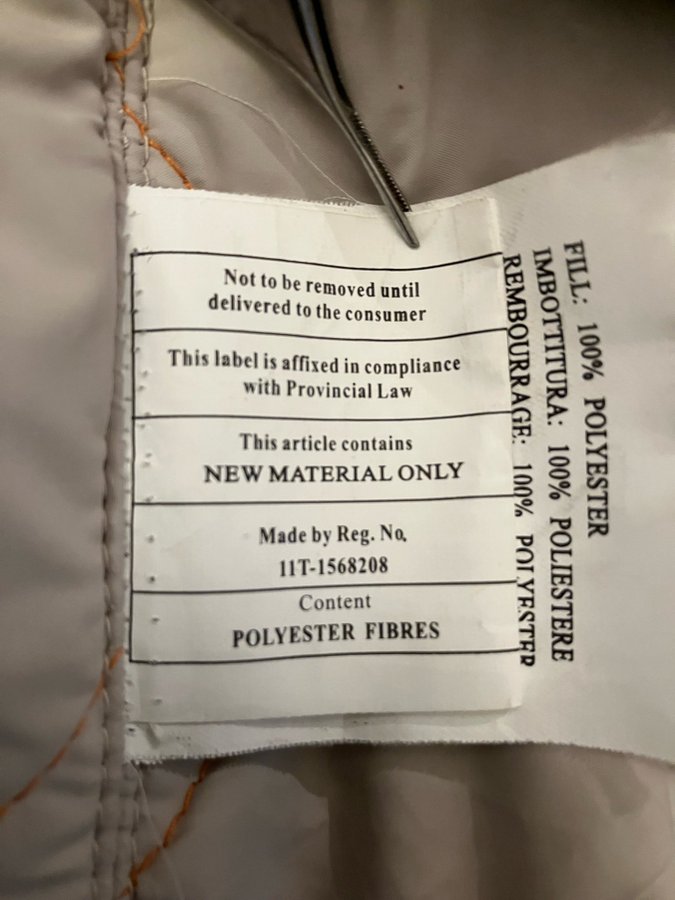 Not to be removed until
delivered to the consumer
This label is affixed in compliance
with Provincial Law
This article contains
NEW MATERIAL ONLY
Made by Reg. No.
11T-1568208
Content
POLYESTER FIBRES
FILL: 100% POLYESTER
IMBOTTITURA: 100% POLIESTERE
REMBOURRAGE: 100% POLYESTER